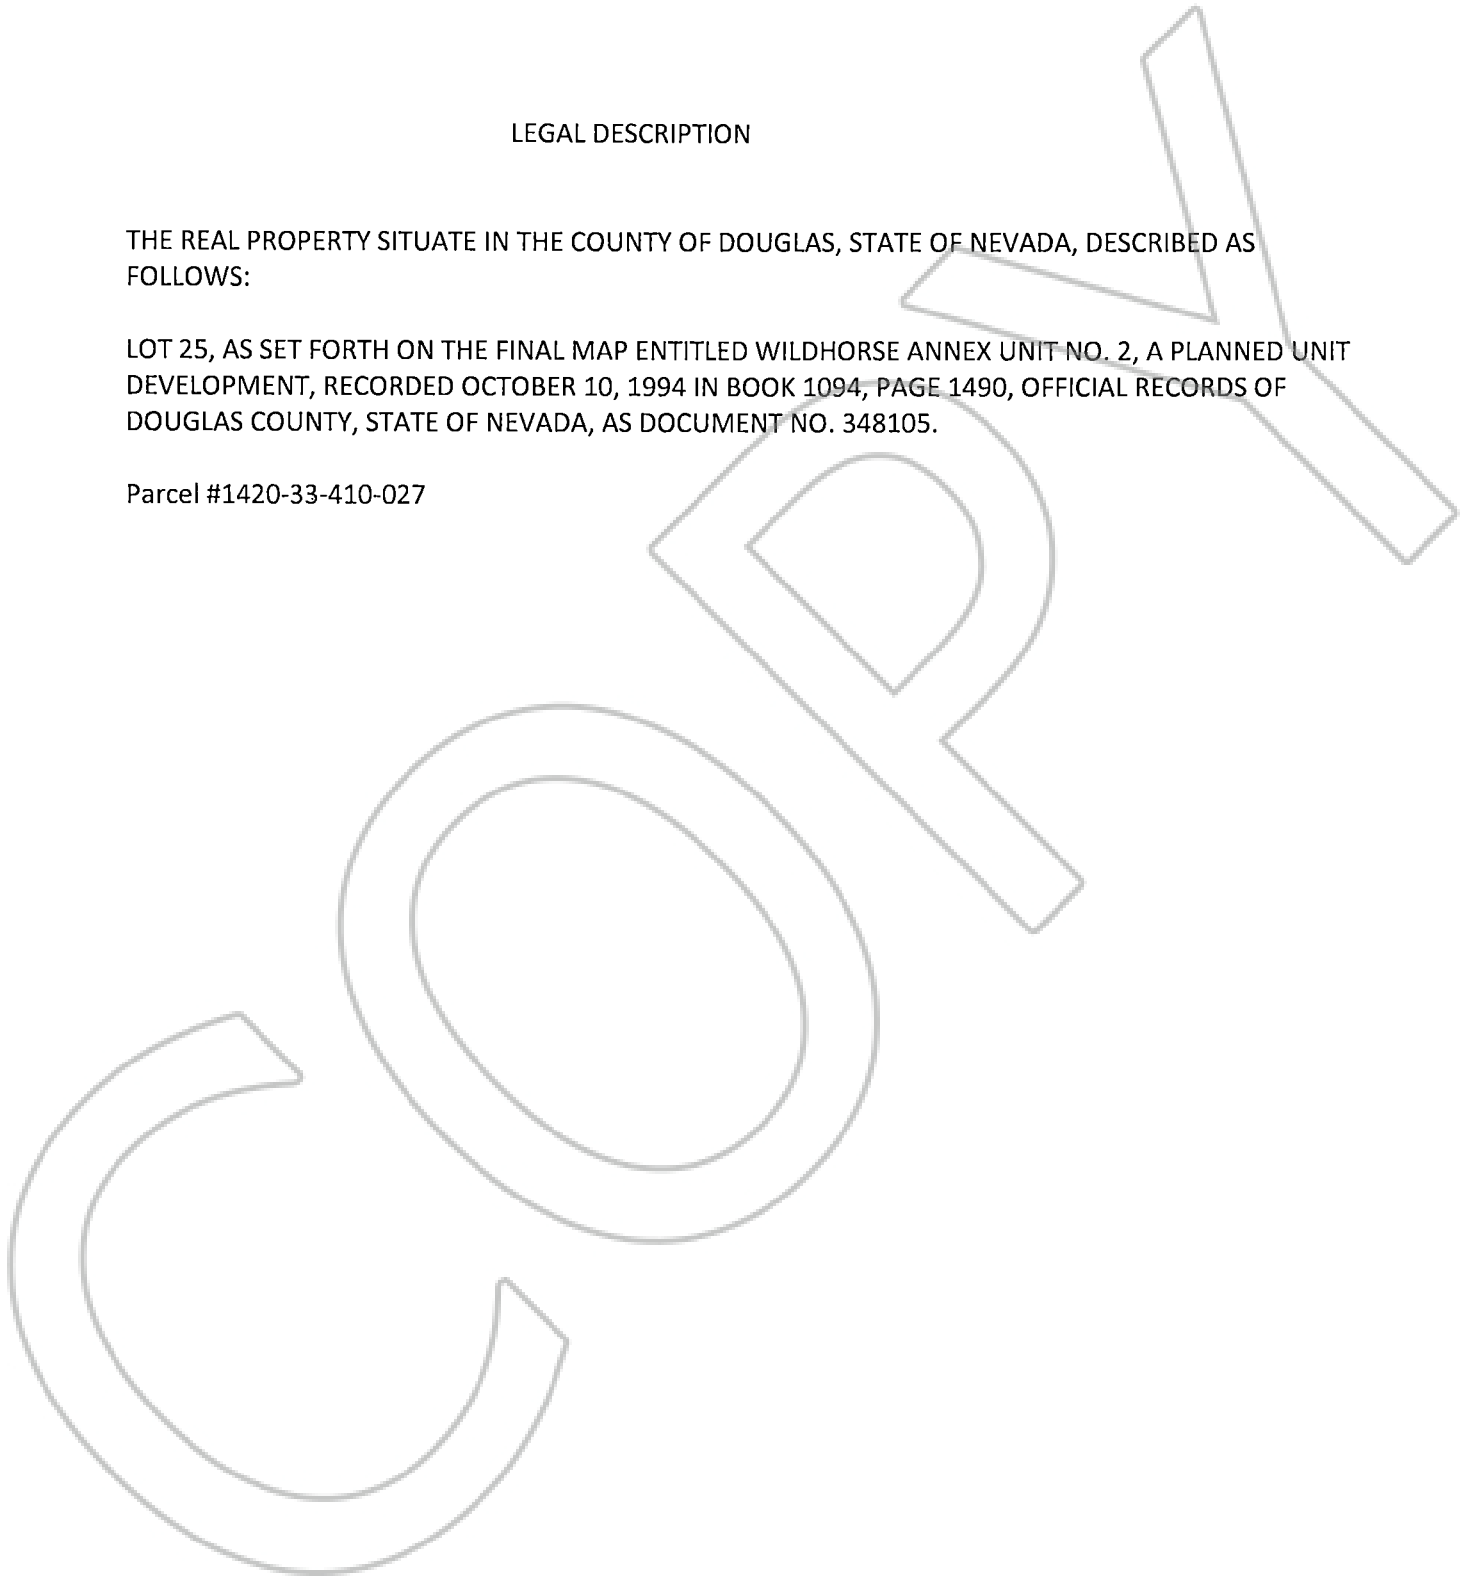 LEGAL DESCRIPTION
THE REAL PROPERTY SITUATE IN THE COUNTY OF DOUGLAS, STATE OF NEVADA, DESCRIBED AS
FOLLOWS:
LOT 25, AS SET FORTH ON THE FINAL MAP ENTITLED WILDHORSE ANNEX UNIT NO. 2, A PLANNED UNIT
DEVELOPMENT, RECORDED OCTOBER 10, 1994 IN BOOK 1094, PAGE 1490, OFFICIAL RECORDS OF
DOUGLAS COUNTY, STATE OF NEVADA, AS DOCUMENT NO. 348105.
Parcel #1420-33-410-027
COPY